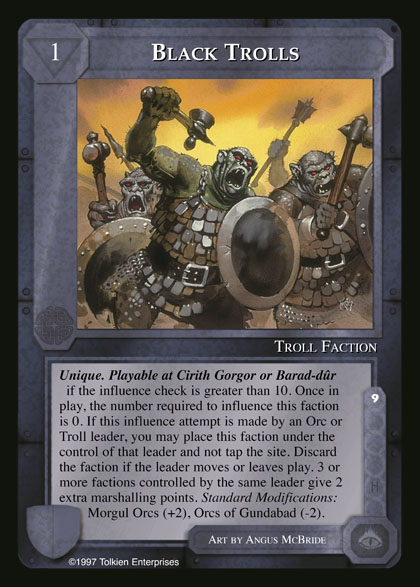 1
BLACK TROLLS
TROLL FACTION
Unique. Playable at Cirith Gorgor or Barad-dûr
if the influence check is greater than 10. Once in
play, the number required to influence this faction
is 0. If this influence attempt is made by an Orc or
Troll leader, you may place this faction under the
control of that leader and not tap the site. Discard
the faction if the leader moves or leaves play. 3 or
more factions controlled by the same leader give 2
extra marshalling points. Standard Modifications:
Morgul Orcs (+2), Orcs of Gundabad (-2).
9
H
ART BY ANGUS MCBRIDE
©1997 Tolkien Enterprises